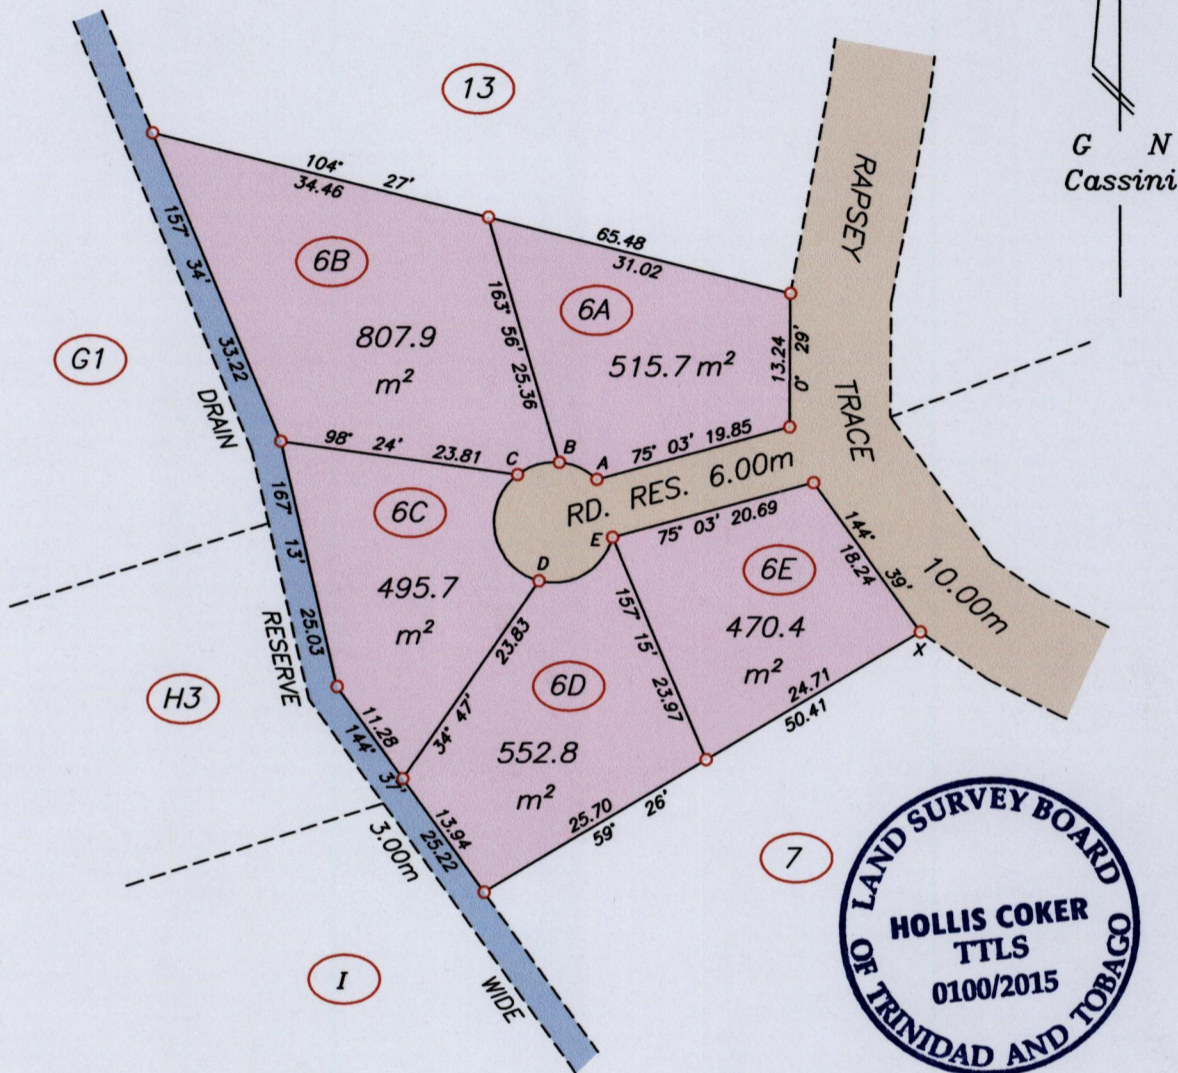 13
G N
Cassini
RAPSEY
TRACE
10.00m
104° 27'
34.46
65.48
31.02
6B
807.9
m²
6A
515.7 m²
157° 34'
33.22
163° 56' 25.36
13.24
0° 29'
G1
DRAIN
RESERVE
98° 24' 23.81
C
B
A
75° 03' 19.85
RD. RES. 6.00m
E
75° 03' 20.69
D
6C
495.7
m²
167° 13'
25.03
6E
470.4
m²
144° 39'
18.24
X
157° 15'
23.97
23.83
34° 47'
6D
552.8
m²
24.71
50.41
H3
11.28
144° 37'
13.94
25.22
3.00m
25.70
59° 26'
7
I
WIDE
LAND SURVEY BOARD
HOLLIS COKER
TTLS
0100/2015
OF TRINIDAD AND TOBAGO